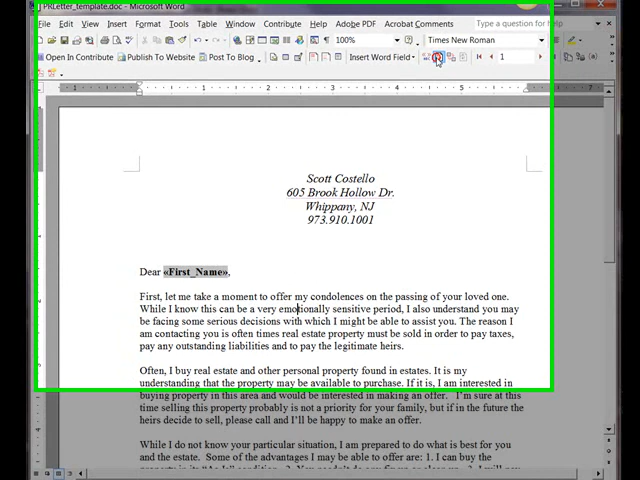 PRLetter_template.doc - Microsoft Word
File Edit View Insert Format Tools Table Window Help Adobe PDF Acrobat Comments Type a question for help
100% Times New Roman
Open In Contribute Publish To Website Post To Blog Insert Word Field 1
1 1 2 3 4 5 6 7
Scott Costello
605 Brook Hollow Dr.
Whippany, NJ
973.910.1001
Dear «First_Name»,
First, let me take a moment to offer my condolences on the passing of your loved one.
While I know this can be a very emotionally sensitive period, I also understand you may
be facing some serious decisions with which I might be able to assist you. The reason I
am contacting you is often times real estate property must be sold in order to pay taxes,
pay any outstanding liabilities and to pay the legitimate heirs.
Often, I buy real estate and other personal property found in estates. It is my
understanding that the property may be available to purchase. If it is, I am interested in
buying property in this area and would be interested in making an offer. I'm sure at this
time selling this property probably is not a priority for your family, but if in the future the
heirs decide to sell, please call and I'll be happy to make an offer.
While I do not know your particular situation, I am prepared to do what is best for you
and the estate. Some of the advantages I may be able to offer are: 1. I can buy the